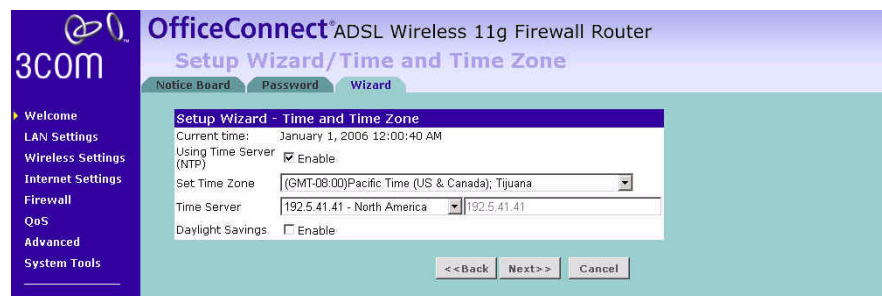 3COM
OfficeConnect® ADSL Wireless 11g Firewall Router
Setup Wizard/Time and Time Zone
Notice Board Password Wizard
Welcome
LAN Settings
Wireless Settings
Internet Settings
Firewall
QoS
Advanced
System Tools
Setup Wizard - Time and Time Zone
Current time: January 1, 2006 12:00:40 AM
Using Time Server (NTP) Enable
Set Time Zone (GMT-08:00)Pacific Time (US & Canada); Tijuana
Time Server 192.5.41.41 - North America 192.5.41.41
Daylight Savings Enable
<<Back Next>> Cancel